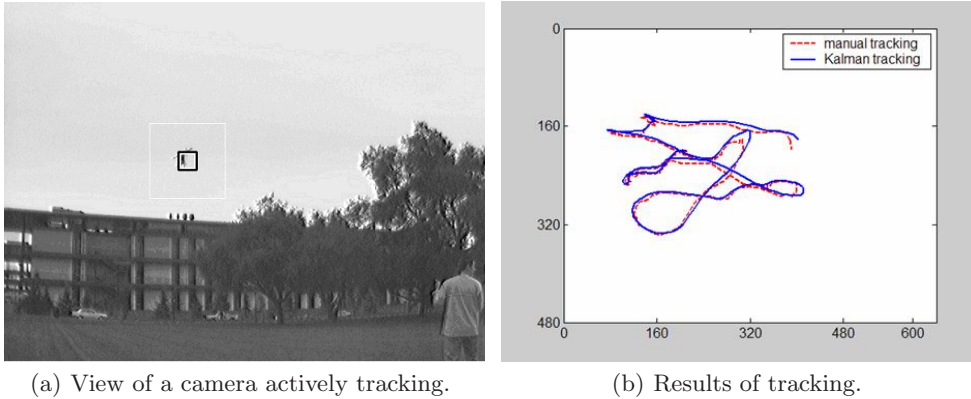 0
160
320
480
0
160
320
480
600
manual tracking
Kalman tracking
(a) View of a camera actively tracking.
(b) Results of tracking.